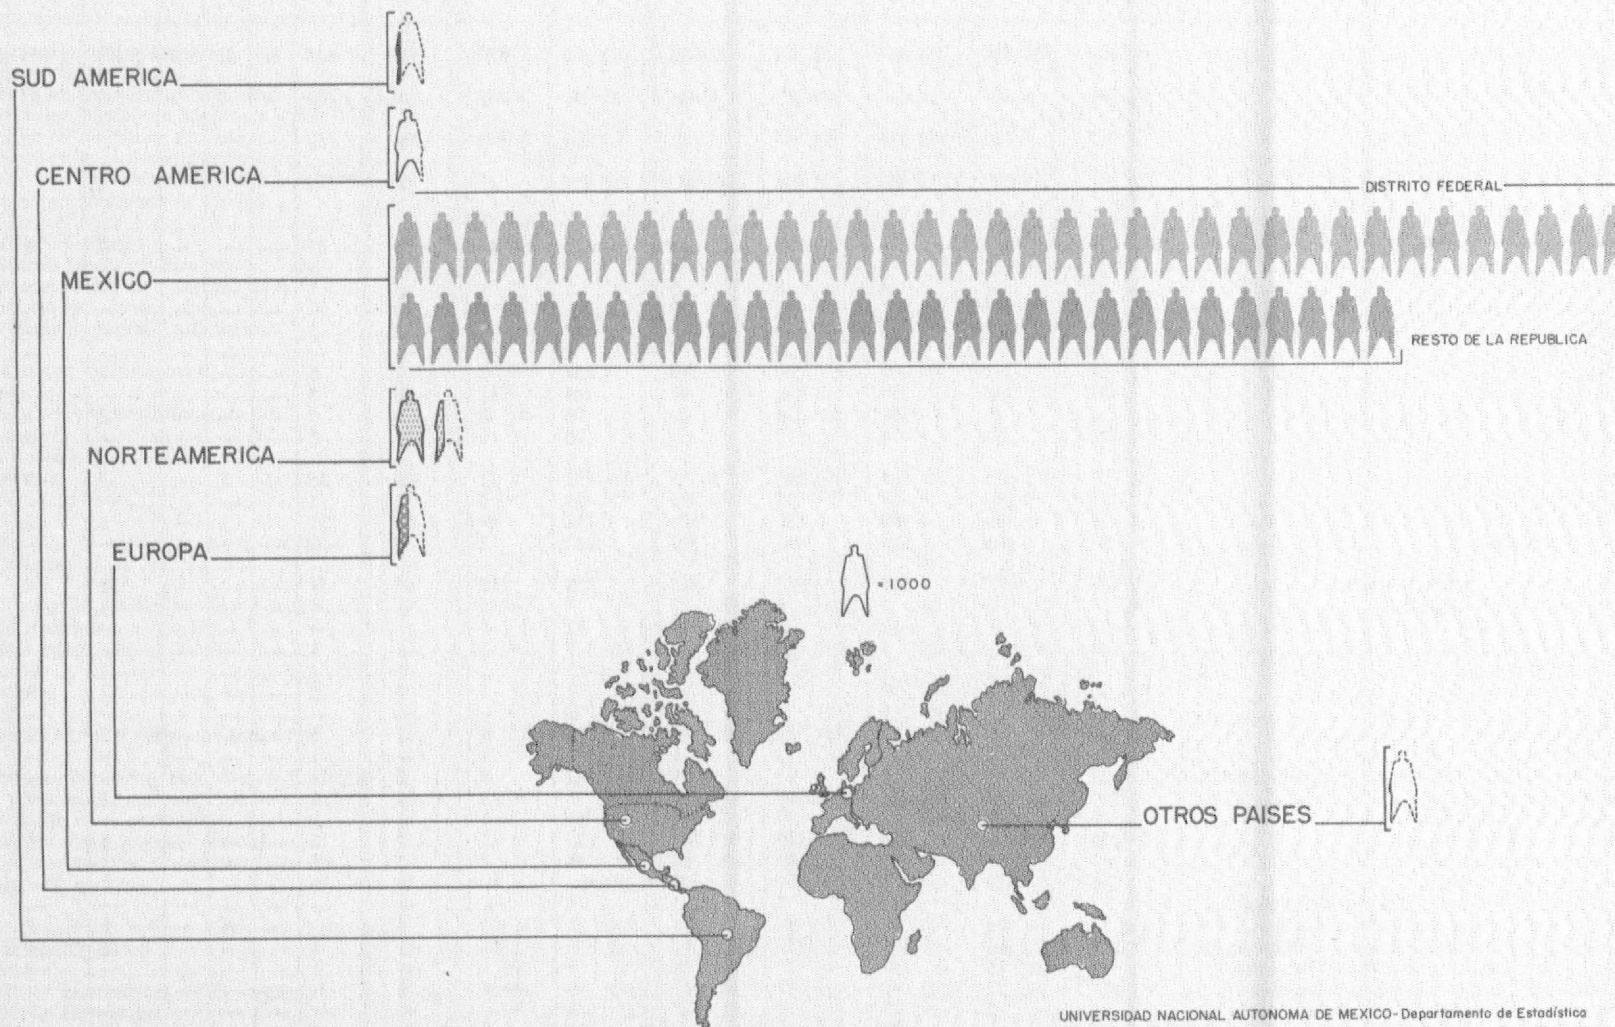 SUD AMERICA
CENTRO AMERICA
DISTRITO FEDERAL
MEXICO
RESTO DE LA REPUBLICA
NORTEAMERICA
EUROPA
= 1000
OTROS PAISES
UNIVERSIDAD NACIONAL AUTONOMA DE MEXICO-Departamento de Estadística